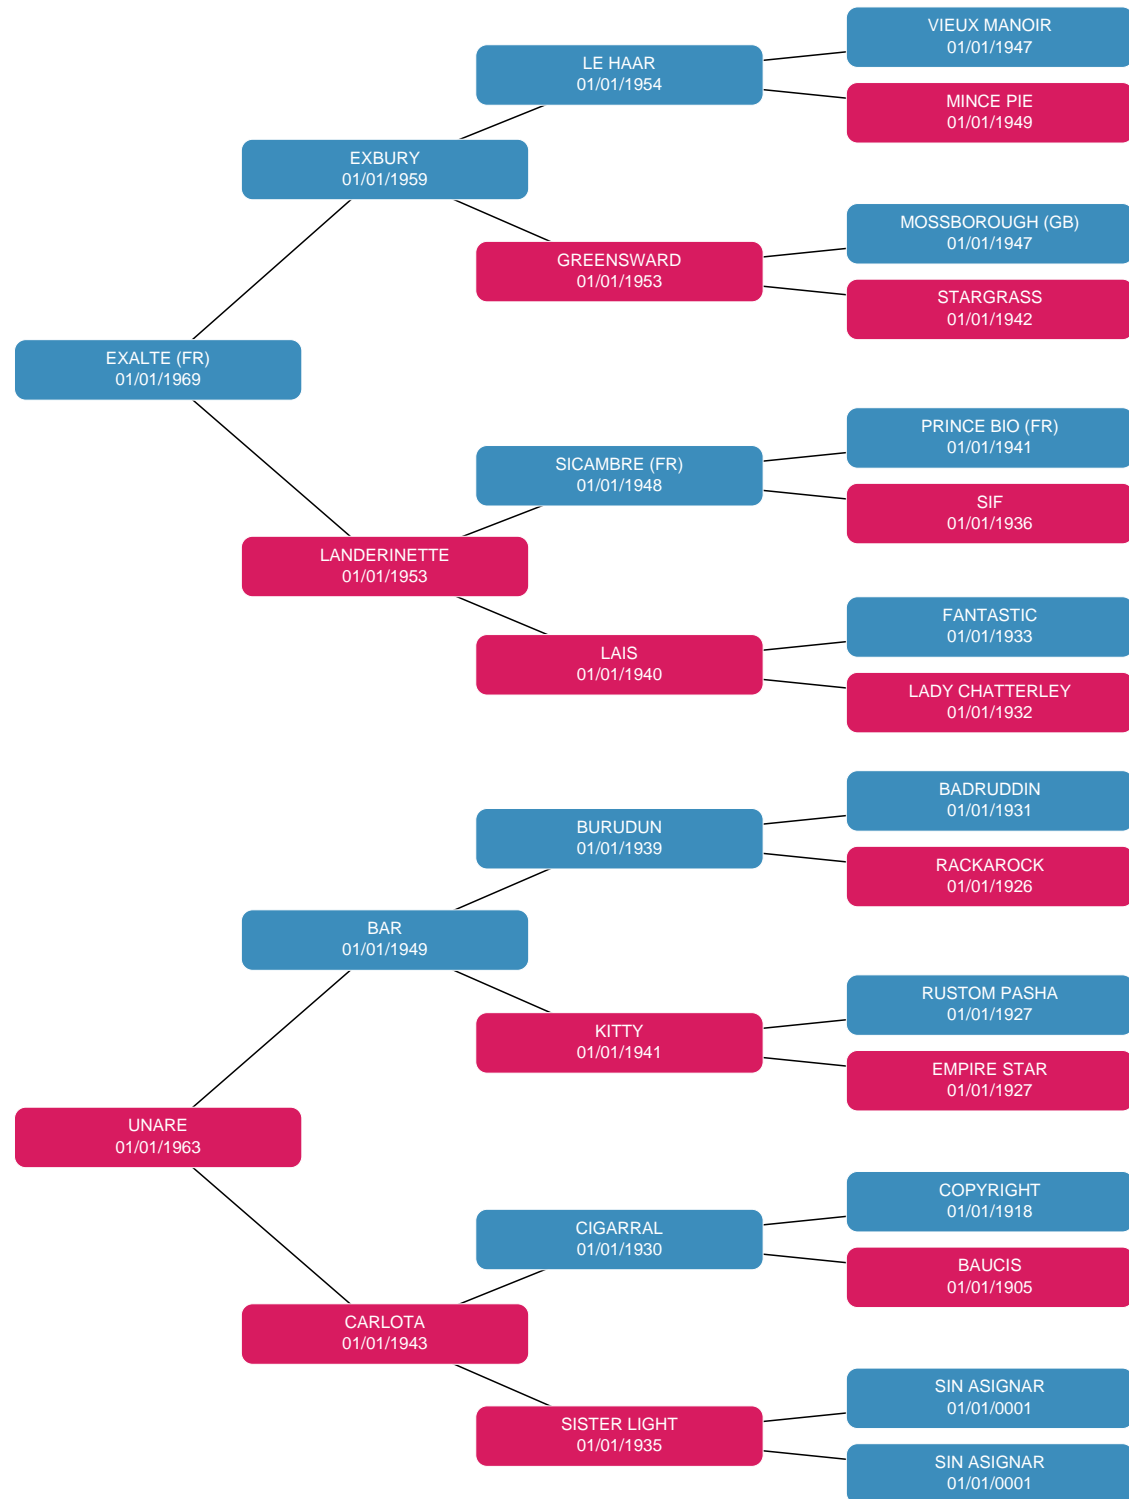 VIEUX MANOIR
01/01/1947
LE HAAR
01/01/1954
MINCE PIE
01/01/1949
EXBURY
01/01/1959
MOSSBOROUGH (GB)
01/01/1947
GREENSWARD
01/01/1953
STARGRASS
01/01/1942
EXALTE (FR)
01/01/1969
PRINCE BIO (FR)
01/01/1941
SICAMBRE (FR)
01/01/1948
SIF
01/01/1936
LANDERINETTE
01/01/1953
FANTASTIC
01/01/1933
LAIS
01/01/1940
LADY CHATTERLEY
01/01/1932
BADRUDDIN
01/01/1931
BURUDUN
01/01/1939
RACKAROCK
01/01/1926
BAR
01/01/1949
RUSTOM PASHA
01/01/1927
KITTY
01/01/1941
EMPIRE STAR
01/01/1927
UNARE
01/01/1963
COPYRIGHT
01/01/1918
CIGARRAL
01/01/1930
BAUCIS
01/01/1905
CARLOTA
01/01/1943
SIN ASIGNAR
01/01/0001
SISTER LIGHT
01/01/1935
SIN ASIGNAR
01/01/0001